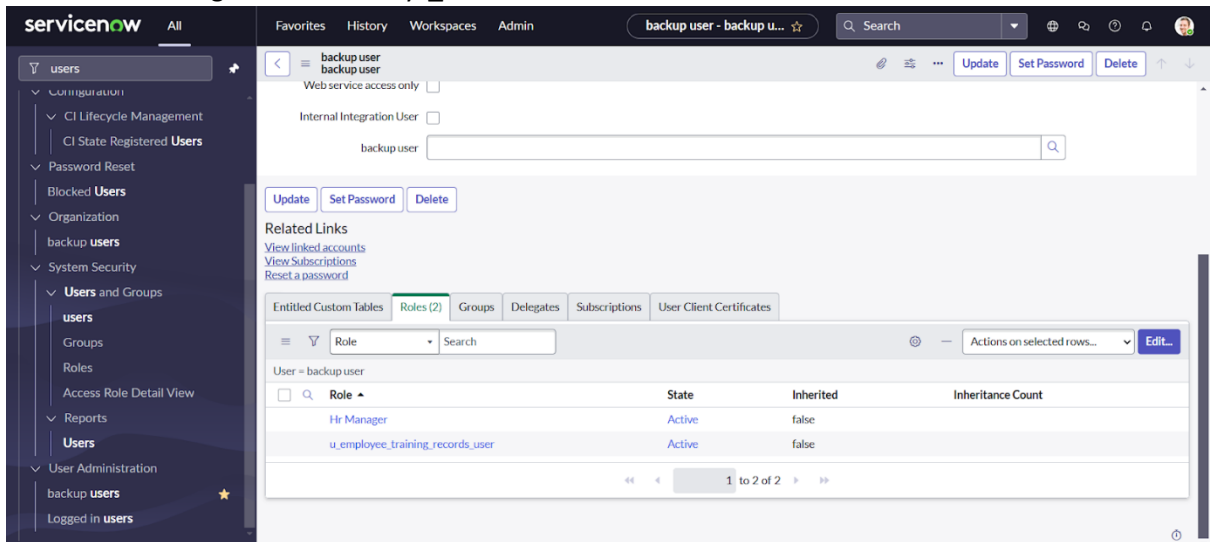 servicenow All Favorites History Workspaces Admin backup user - backup u... Search
users
backup user
backup user
Update Set Password Delete
Configuration
CI Lifecycle Management
CI State Registered Users
Password Reset
Blocked Users
Organization
backup users
System Security
Users and Groups
users
Groups
Roles
Access Role Detail View
Reports
Users
User Administration
backup users
Logged in users
Web service access only
Internal Integration User
backup user
Update Set Password Delete
Related Links
View linked accounts
View Subscriptions
Reset a password
Entitled Custom Tables Roles (2) Groups Delegates Subscriptions User Client Certificates
Role Search Actions on selected rows... Edit...
User = backup user
Role State Inherited Inheritance Count
Hr Manager Active false
u_employee_training_records_user Active false
1 to 2 of 2